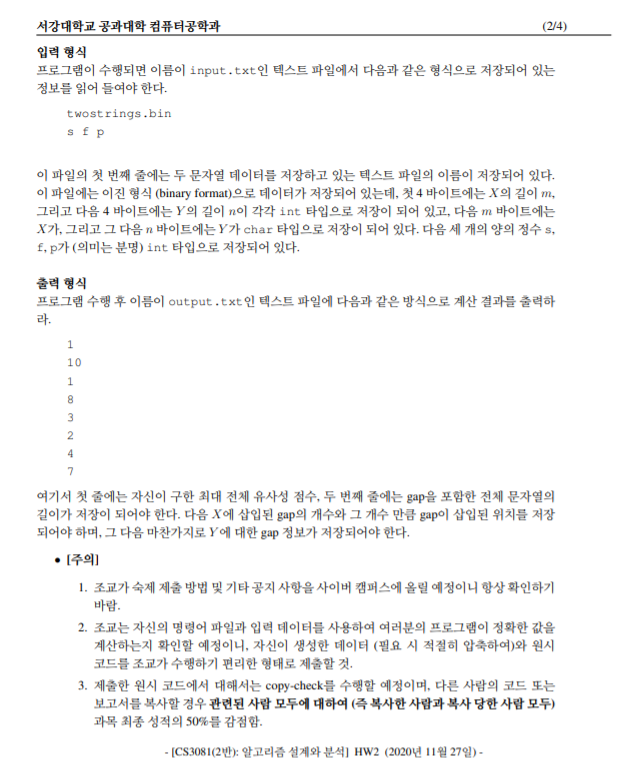 서강대학교 공과대학 컴퓨터공학과 (2/4)
입력 형식
프로그램이 수행되면 이름이 input.txt인 텍스트 파일에서 다음과 같은 형식으로 저장되어 있는
정보를 읽어 들여야 한다.
twostrings.bin
s f p
이 파일의 첫 번째 줄에는 두 문자열 데이터를 저장하고 있는 텍스트 파일의 이름이 저장되어 있다.
이 파일에는 이진 형식 (binary format)으로 데이터가 저장되어 있는데, 첫 4 바이트에는 X의 길이 m,
그리고 다음 4 바이트에는 Y의 길이 n이 각각 int 타입으로 저장이 되어 있고, 다음 m 바이트에는
X가, 그리고 그 다음 n 바이트에는 Y가 char 타입으로 저장이 되어 있다. 다음 세 개의 양의 정수 s,
f, p가 (의미는 분명) int 타입으로 저장되어 있다.
출력 형식
프로그램 수행 후 이름이 output.txt인 텍스트 파일에 다음과 같은 방식으로 계산 결과를 출력하
라.
1
10
1
8
3
2
4
7
여기서 첫 줄에는 자신이 구한 최대 전체 유사성 점수, 두 번째 줄에는 gap을 포함한 전체 문자열의
길이가 저장이 되어야 한다. 다음 X에 삽입된 gap의 개수와 그 개수 만큼 gap이 삽입된 위치를 저장
되어야 하며, 그 다음 마찬가지로 Y에 대한 gap 정보가 저장되어야 한다.
• [주의]
1. 조교가 숙제 제출 방법 및 기타 공지 사항을 사이버 캠퍼스에 올릴 예정이니 항상 확인하기
바람.
2. 조교는 자신의 명령어 파일과 입력 데이터를 사용하여 여러분의 프로그램이 정확한 값을
계산하는지 확인할 예정이니, 자신이 생성한 데이터 (필요 시 적절히 압축하여)와 원시
코드를 조교가 수행하기 편리한 형태로 제출할 것.
3. 제출한 원시 코드에서 대해서는 copy-check를 수행할 예정이며, 다른 사람의 코드 또는
보고서를 복사할 경우 관련된 사람 모두에 대하여 (즉 복사한 사람과 복사 당한 사람 모두)
과목 최종 성적의 50%를 감점함.
- [CS3081(2반): 알고리즘 설계와 분석] HW2 (2020년 11월 27일) -